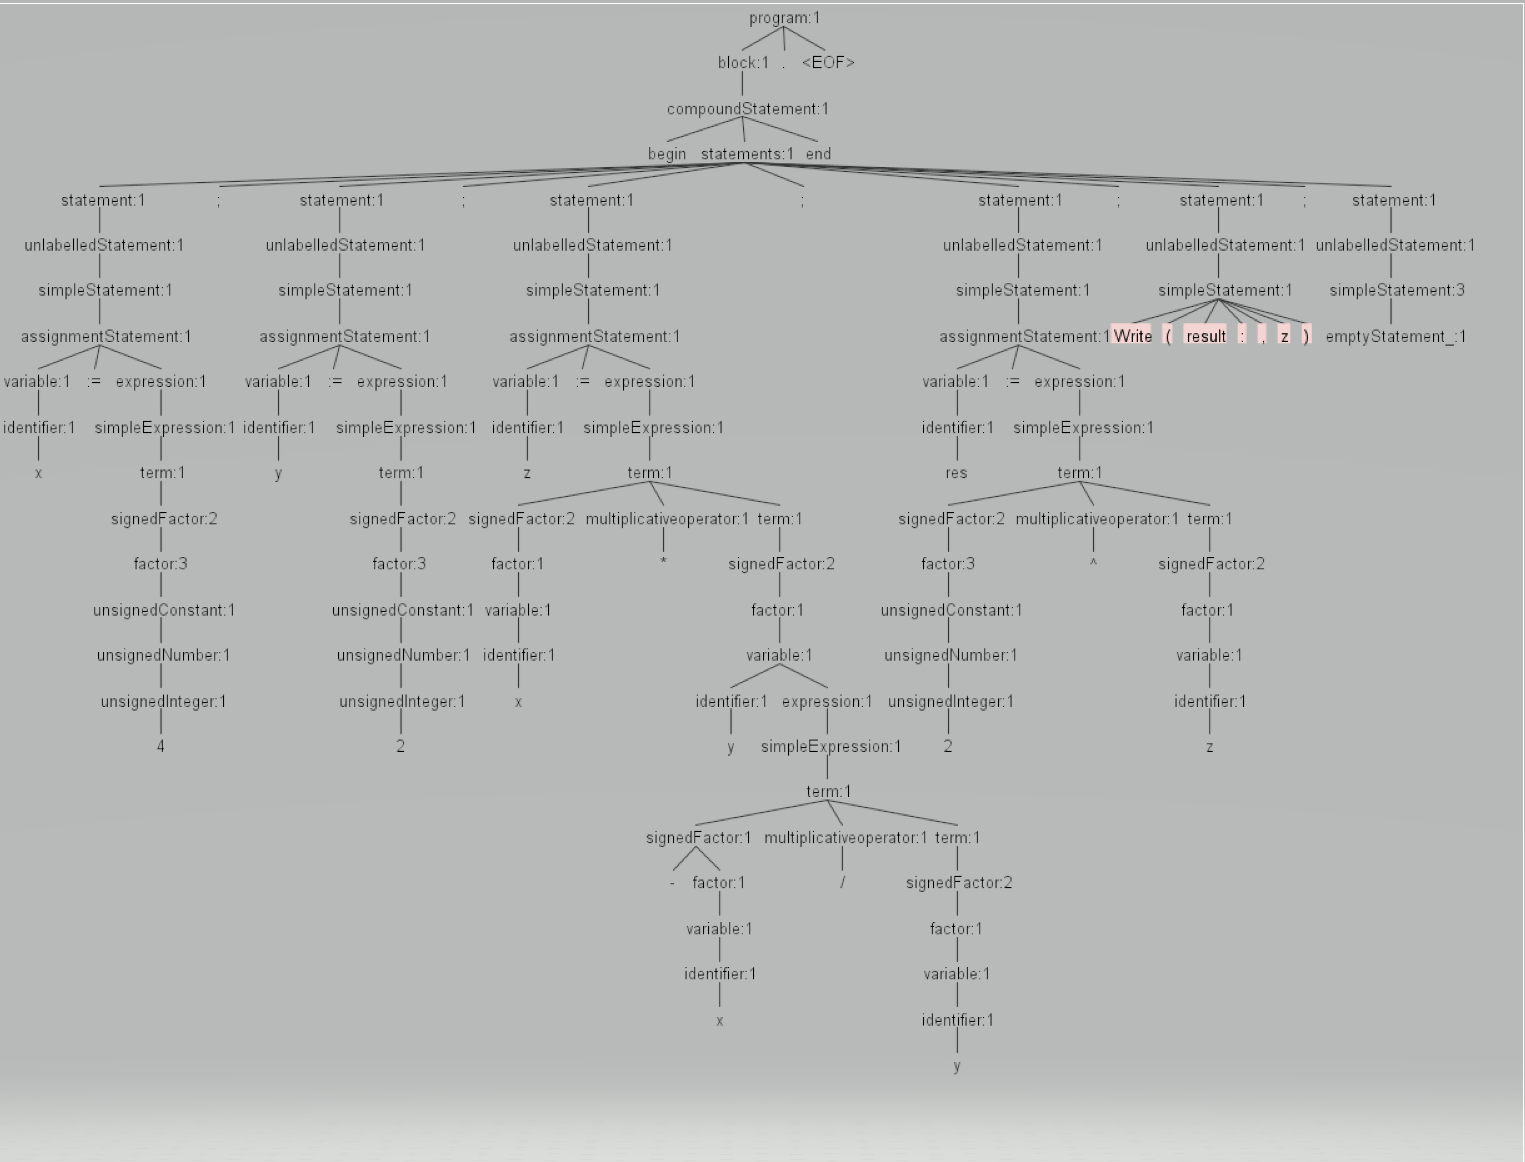 program:1
block:1 . <EOF>
compoundStatement:1
begin statements:1 end
statement:1 ; statement:1 ; statement:1 ; statement:1 ; statement:1 ; statement:1
unlabelledStatement:1 unlabelledStatement:1 unlabelledStatement:1 unlabelledStatement:1 unlabelledStatement:1 unlabelledStatement:1
simpleStatement:1 simpleStatement:1 simpleStatement:1 simpleStatement:1 simpleStatement:1 simpleStatement:3
assignmentStatement:1 assignmentStatement:1 assignmentStatement:1 assignmentStatement:1 Write ( result : , z ) emptyStatement_:1
variable:1 := expression:1 variable:1 := expression:1 variable:1 := expression:1 variable:1 := expression:1
identifier:1 simpleExpression:1 identifier:1 simpleExpression:1 identifier:1 simpleExpression:1 identifier:1 simpleExpression:1
x term:1 y term:1 z term:1 res term:1
signedFactor:2 signedFactor:2 signedFactor:2 multiplicativeoperator:1 term:1 signedFactor:2 multiplicativeoperator:1 term:1
factor:3 factor:3 factor:1 * signedFactor:2 factor:3 ^ signedFactor:2
unsignedConstant:1 unsignedConstant:1 variable:1 factor:1 unsignedConstant:1 factor:1
unsignedNumber:1 unsignedNumber:1 identifier:1 variable:1 unsignedNumber:1 variable:1
unsignedInteger:1 unsignedInteger:1 x identifier:1 expression:1 unsignedInteger:1 identifier:1
4 2 y simpleExpression:1 2 z
term:1
signedFactor:1 multiplicativeoperator:1 term:1
- factor:1 / signedFactor:2
variable:1 factor:1
identifier:1 variable:1
x identifier:1
y